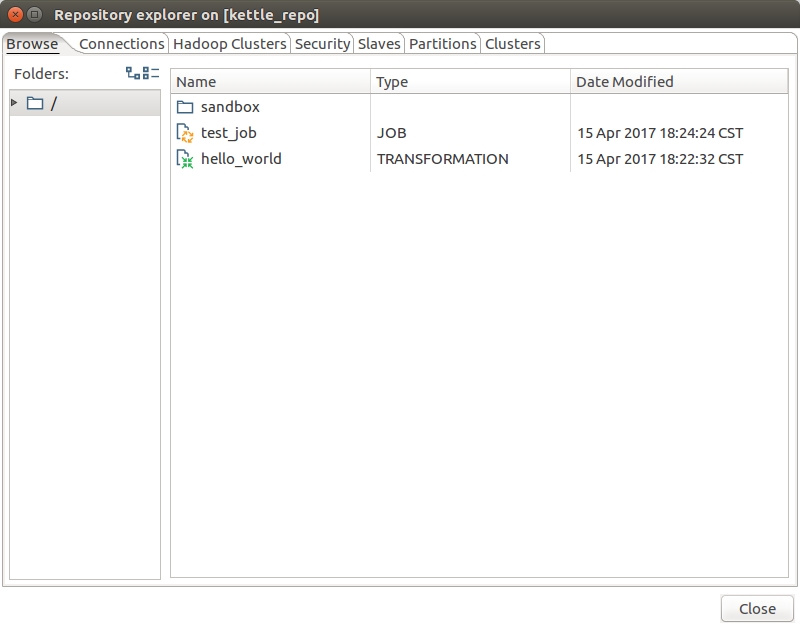 Repository explorer on [kettle_repo]
Browse Connections Hadoop Clusters Security Slaves Partitions Clusters
Folders:
/
Name Type Date Modified
sandbox
test_job JOB 15 Apr 2017 18:24:24 CST
hello_world TRANSFORMATION 15 Apr 2017 18:22:32 CST
Close